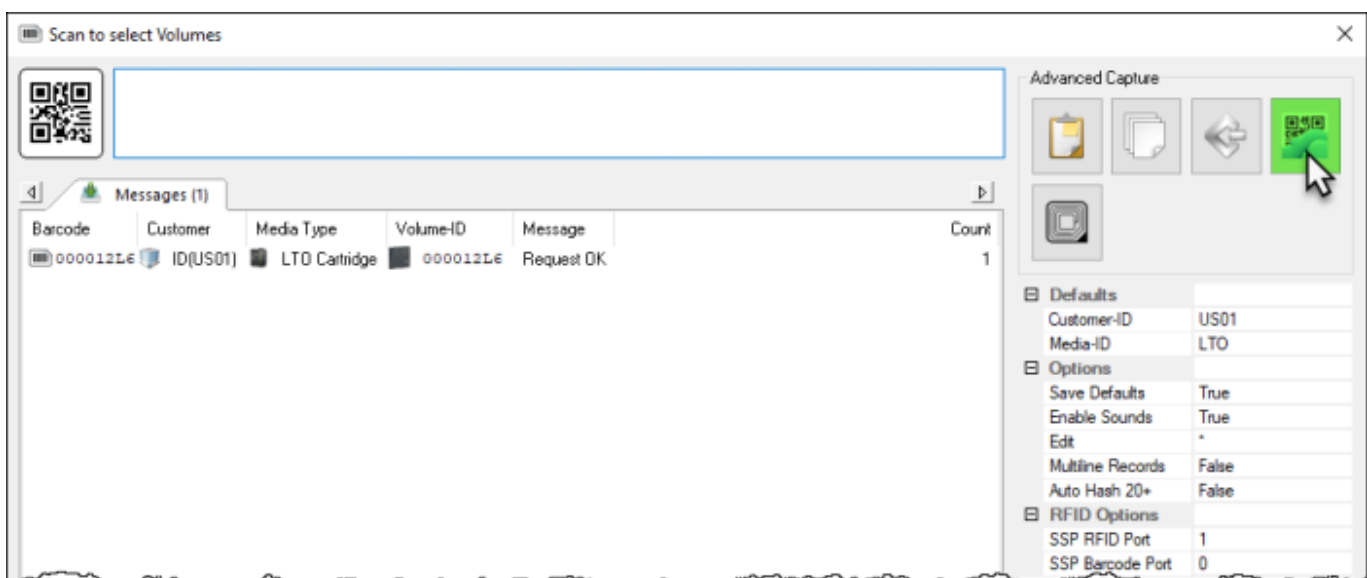 Scan to select Volumes
Advanced Capture
Messages (1)
Barcode Customer Media Type Volume-ID Message Count
000012L6 ID(US01) LTO Cartridge 000012L6 Request OK 1
Defaults
Customer-ID US01
Media-ID LTO
Options
Save Defaults True
Enable Sounds True
Edit *
Multiline Records False
Auto Hash 20+ False
RFID Options
SSP RFID Port 1
SSP Barcode Port 0